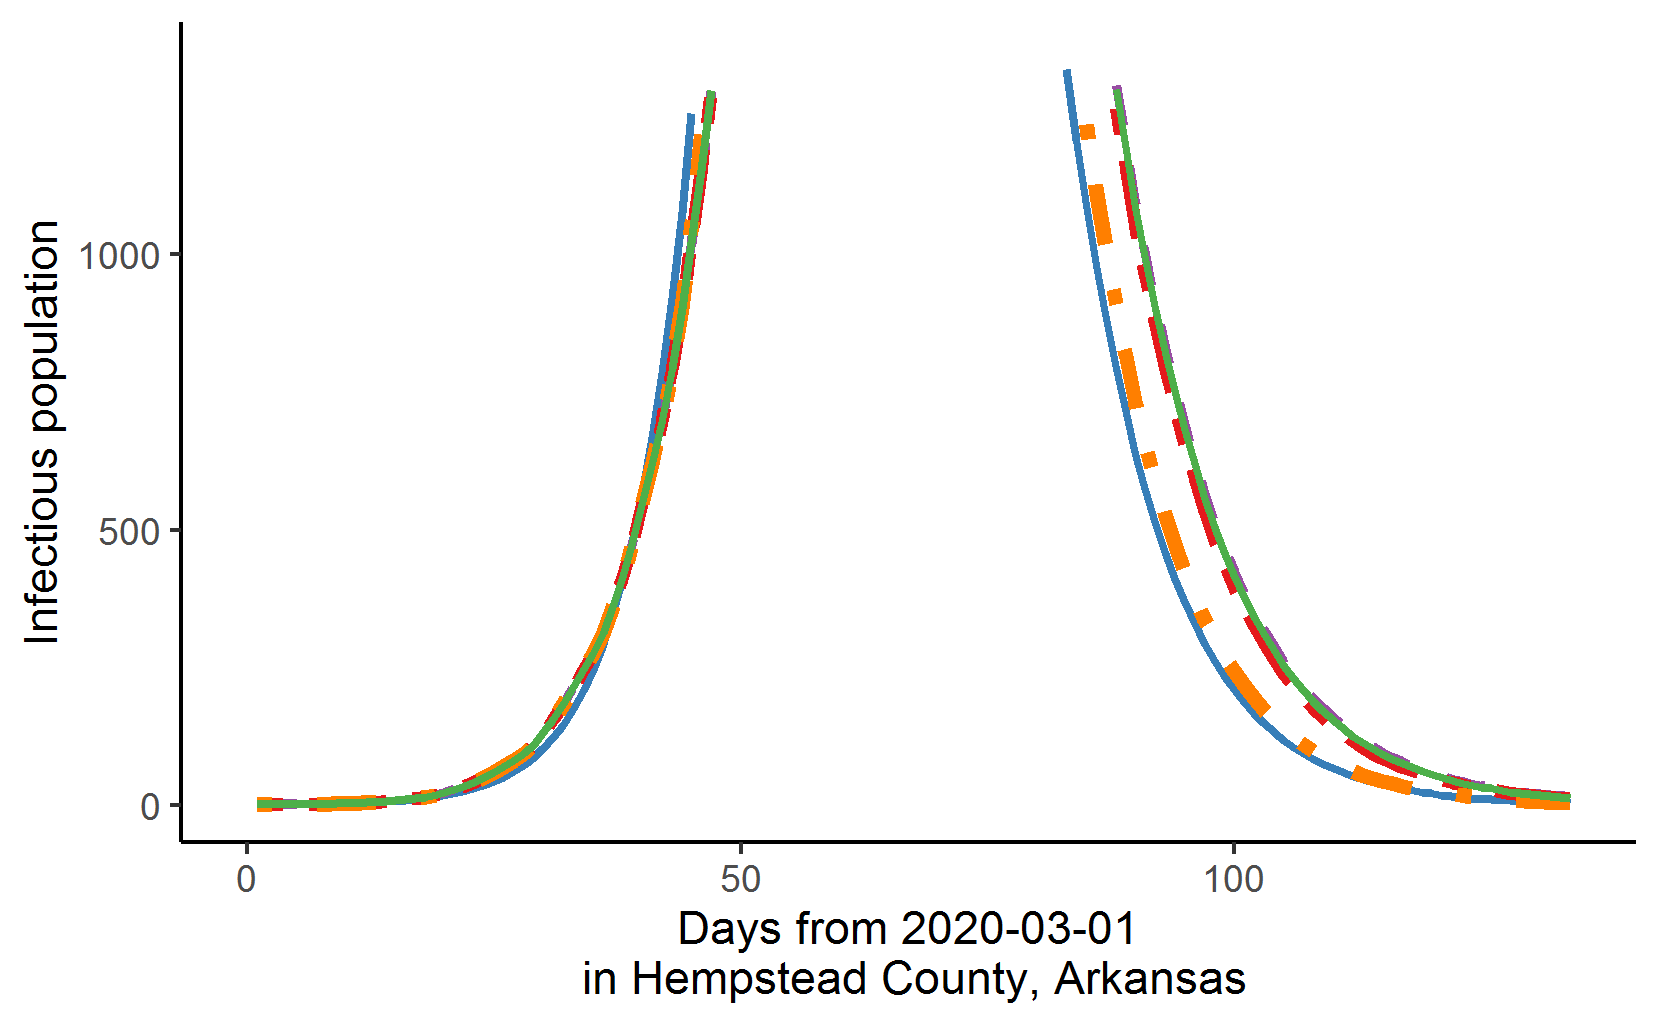 Infectious population
1000
500
0
0
50
100
Days from 2020-03-01
in Hempstead County, Arkansas